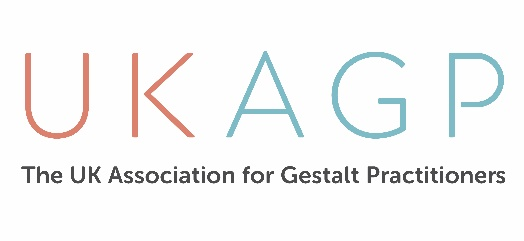 UKAGP
The UK Association for Gestalt Practitioners